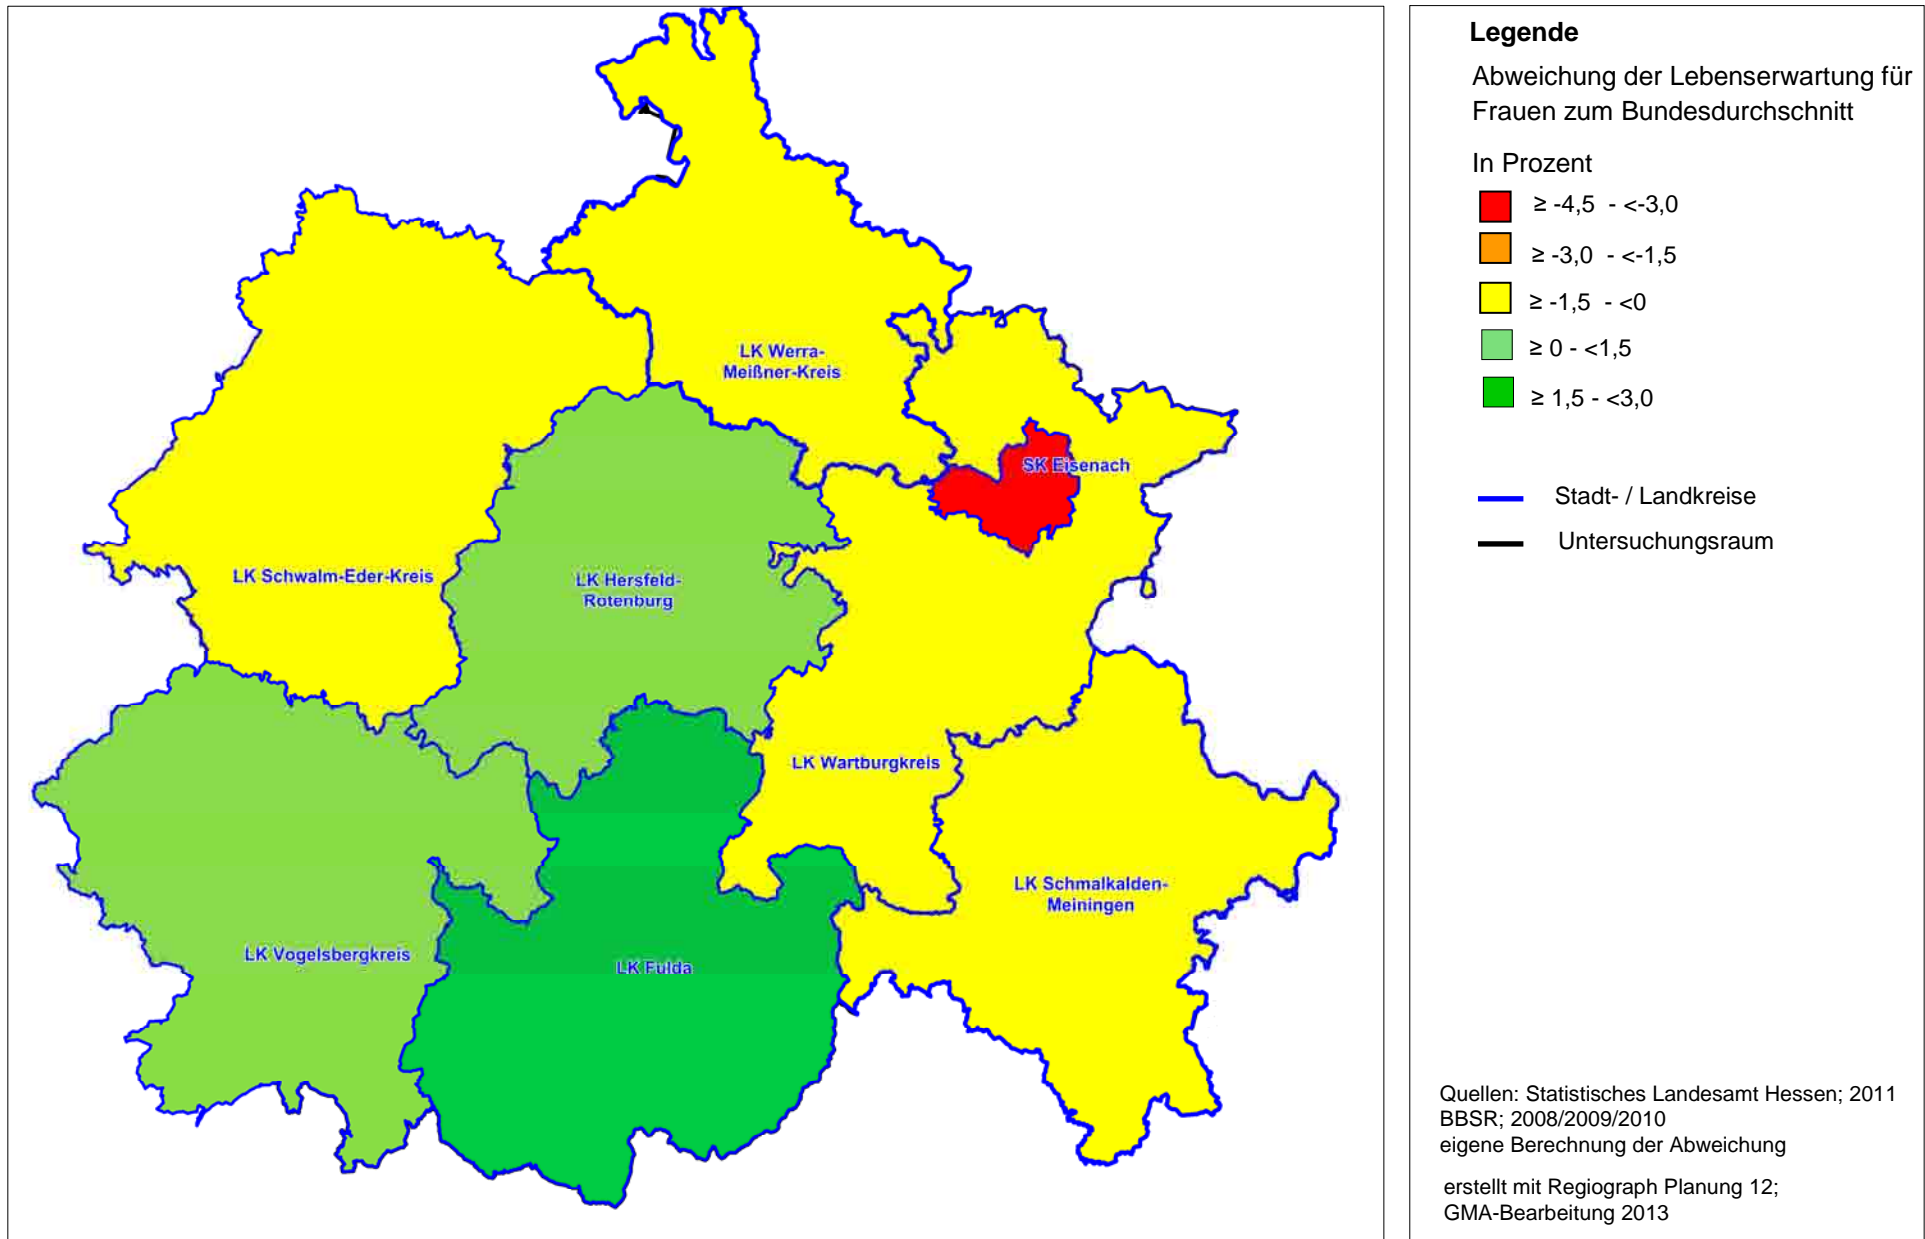 LK Werra-
Meißner-Kreis
SK Eisenach
LK Schwalm-Eder-Kreis
LK Hersfeld-
Rotenburg
LK Wartburgkreis
LK Schmalkalden-
Meiningen
LK Vogelsbergkreis
LK Fulda
Legende
Abweichung der Lebenserwartung für
Frauen zum Bundesdurchschnitt
In Prozent
≥ -4,5 - <-3,0
≥ -3,0 - <-1,5
≥ -1,5 - <0
≥ 0 - <1,5
≥ 1,5 - <3,0
Stadt- / Landkreise
Untersuchungsraum
Quellen: Statistisches Landesamt Hessen; 2011
BBSR; 2008/2009/2010
eigene Berechnung der Abweichung
erstellt mit Regiograph Planung 12;
GMA-Bearbeitung 2013